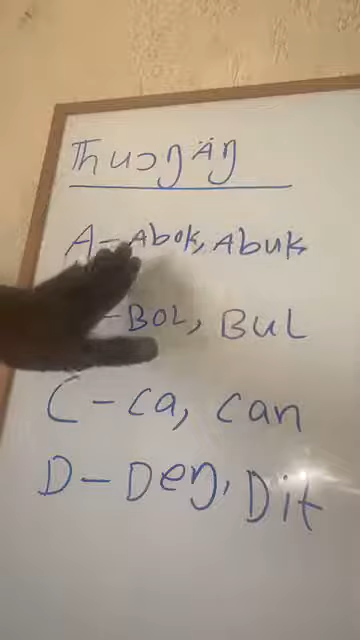 Thuɔŋäŋ
A - Abok, Abuk,
- BOL, BUL
C - ca, can
D - Deŋ, Dit